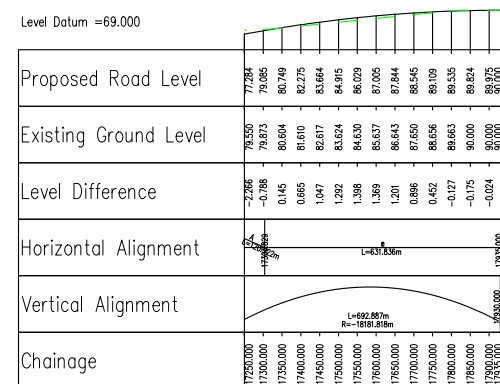 Level Datum =69.000
Proposed Road Level 77.284 79.085 80.749 82.275 83.664 84.915 86.029 87.005 87.844 88.545 89.109 89.535 89.824 89.975 90.000
Existing Ground Level 79.550 79.873 80.604 81.610 82.617 83.624 84.630 85.637 86.643 87.650 88.656 89.663 90.000 90.000 90.000
Level Difference -2.266 -0.788 0.145 0.665 1.047 1.292 1.398 1.369 1.201 0.896 0.452 -0.127 -0.175 -0.024
Horizontal Alignment
L=631.836m
Vertical Alignment 17930.000
L=692.887m
R=-18181.818m
Chainage 17250.000 17300.000 17350.000 17400.000 17450.000 17500.000 17550.000 17600.000 17650.000 17700.000 17750.000 17800.000 17850.000 17900.000